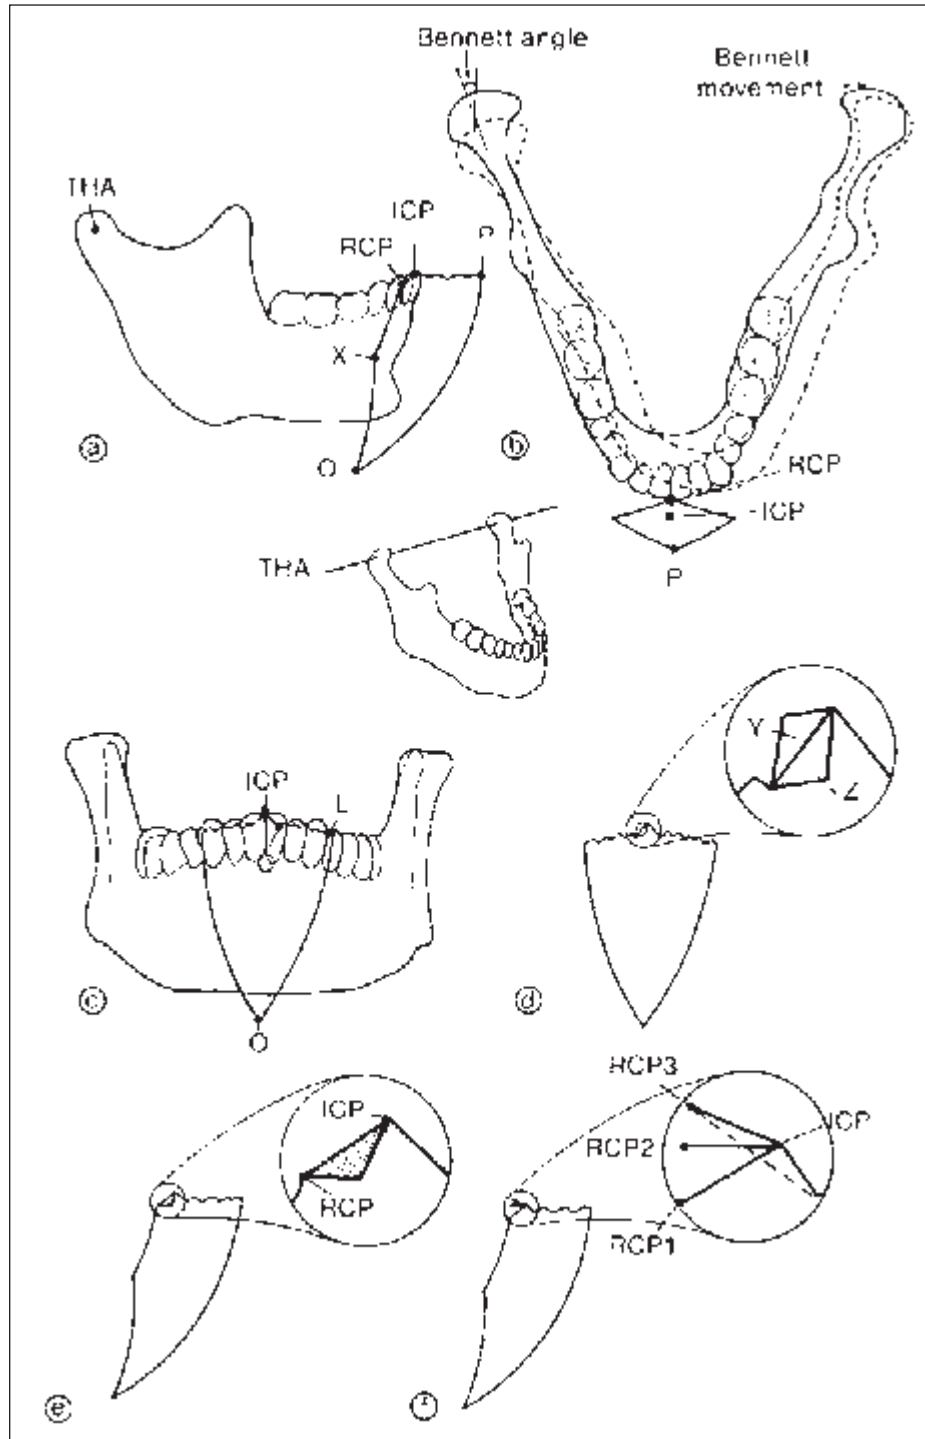 Bennett angle
Bennett
movement
THA
ICP
P
RCP
X
O
a
b
RCP
ICP
P
THA
ICP
L
C
O
c
Y
Z
d
ICP
RCP
e
RCP3
RCP2
ICP
RCP1
f